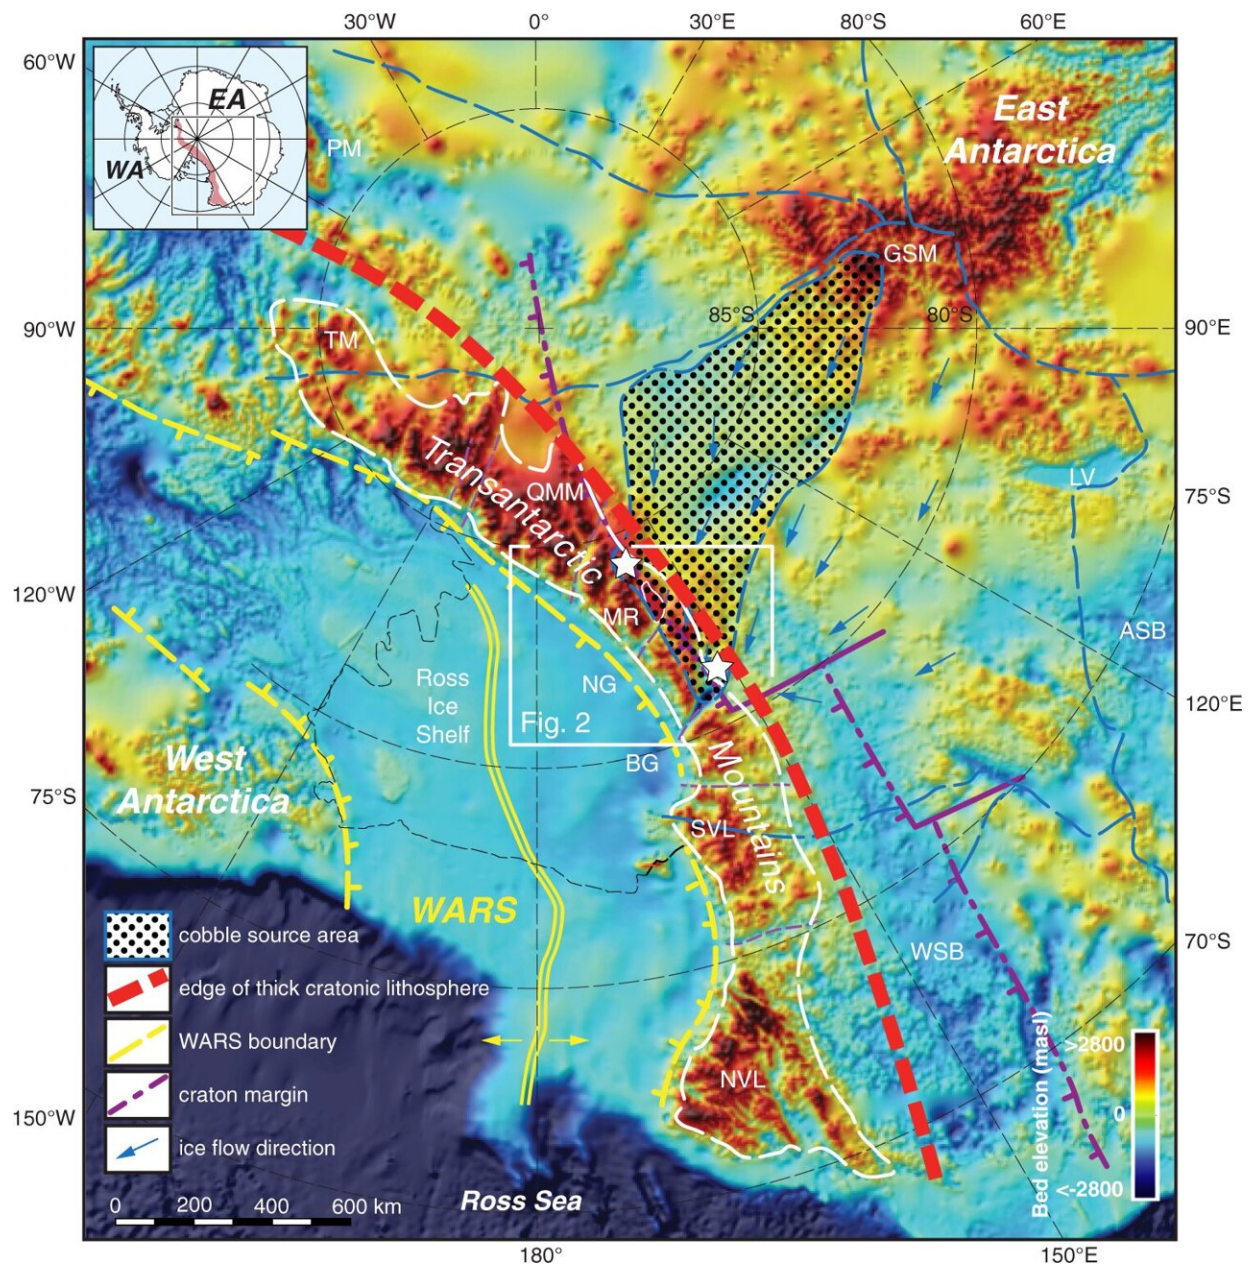 30°W 0° 30°E 80°S 60°E
60°W
EA
WA
PM
East
Antarctica
GSM
85°S 80°S
90°W
90°E
TM
Transantarctic
QMM
LV
75°S
120°W
MR
ASB
Ross
Ice
Shelf
NG
Fig. 2
120°E
BG
West
Antarctica
75°S
Mountains
SVL
WARS
70°S
WSB
cobble source area
edge of thick cratonic lithosphere
WARS boundary
craton margin
ice flow direction
NVL
Bed elevation (masl)
>2800
0
<-2800
150°W
0 200 400 600 km
Ross Sea
180°
150°E